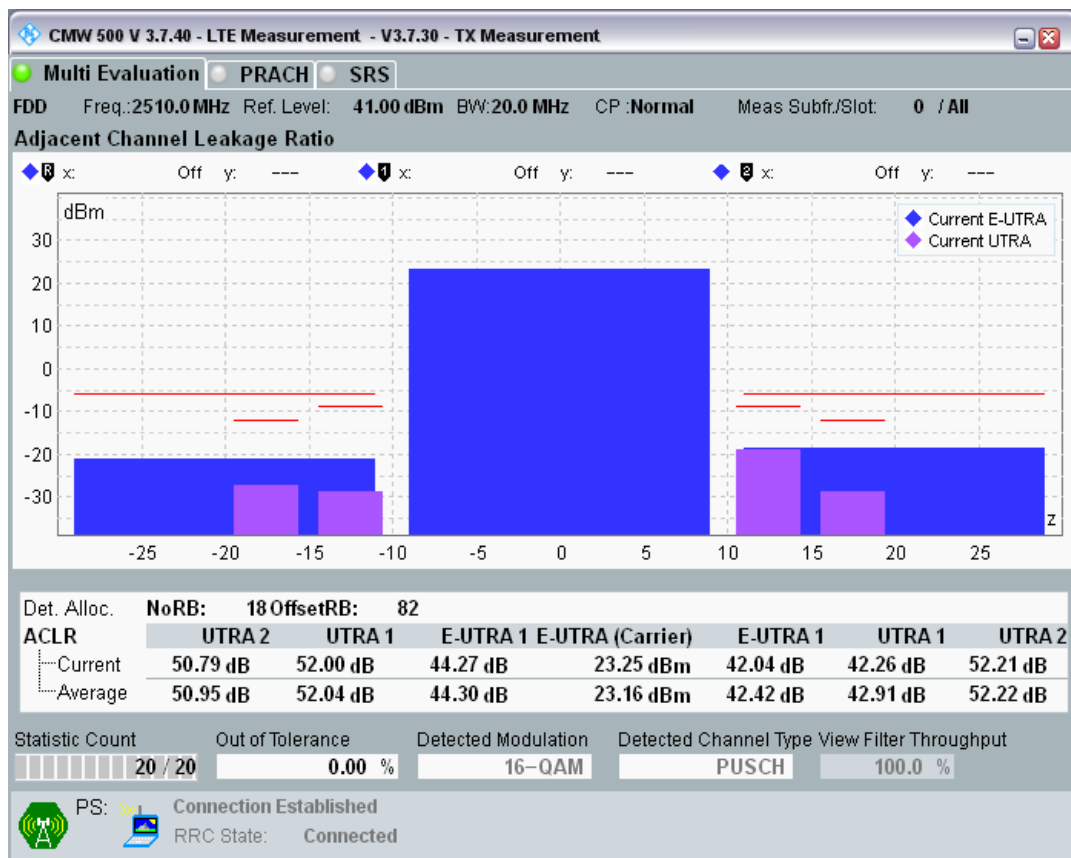 CMW 500 V 3.7.40 - LTE Measurement - V3.7.30 - TX Measurement
Multi Evaluation PRACH SRS
FDD Freq.:2510.0 MHz Ref. Level: 41.00 dBm BW:20.0 MHz CP :Normal Meas Subfr./Slot: 0 / All
Adjacent Channel Leakage Ratio
R x: Off y: --- 1 x: Off y: --- 2 x: Off y: ---
dBm
Current E-UTRA
Current UTRA
30
20
10
0
-10
-20
-30
z
-25 -20 -15 -10 -5 0 5 10 15 20 25
Det. Alloc. NoRB: 18 OffsetRB: 82
ACLR UTRA 2 UTRA 1 E-UTRA 1 E-UTRA (Carrier) E-UTRA 1 UTRA 1 UTRA 2
Current 50.79 dB 52.00 dB 44.27 dB 23.25 dBm 42.04 dB 42.26 dB 52.21 dB
Average 50.95 dB 52.04 dB 44.30 dB 23.16 dBm 42.42 dB 42.91 dB 52.22 dB
Statistic Count Out of Tolerance Detected Modulation Detected Channel Type View Filter Throughput
20 / 20 0.00 % 16-QAM PUSCH 100.0 %
PS: Connection Established
RRC State: Connected